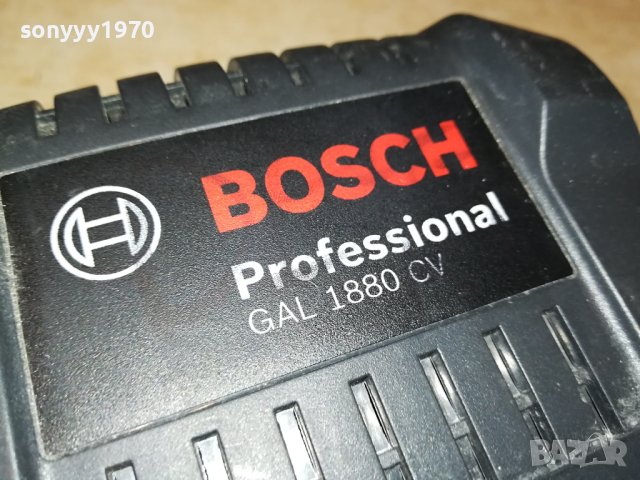 sonyyy1970
BOSCH
Professional
GAL 1880 CV
BAZAR